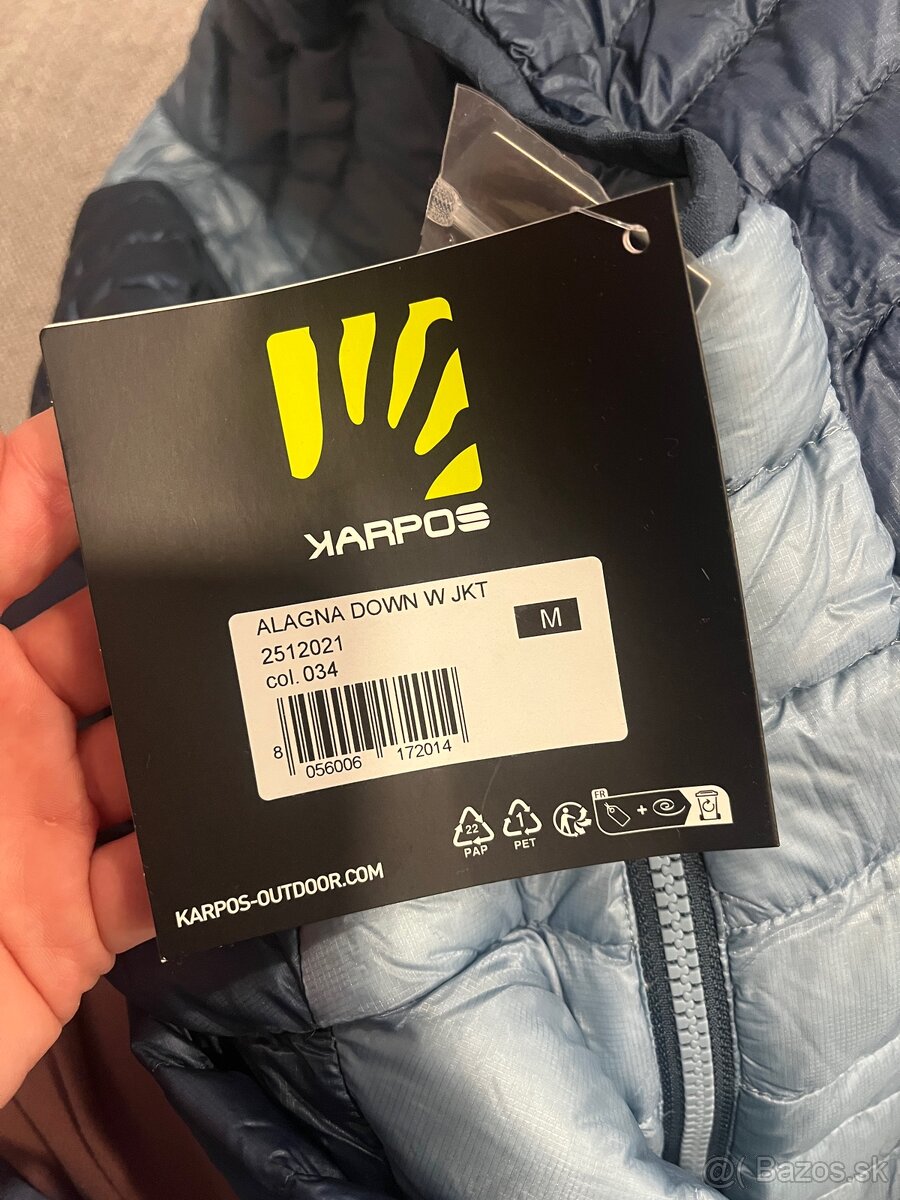 KARPOS
ALAGNA DOWN W JKT
M
2512021
col. 034
8 056006 172014
22
PAP
1
PET
FR
+
KARPOS-OUTDOOR.COM
@( Bazos.sk